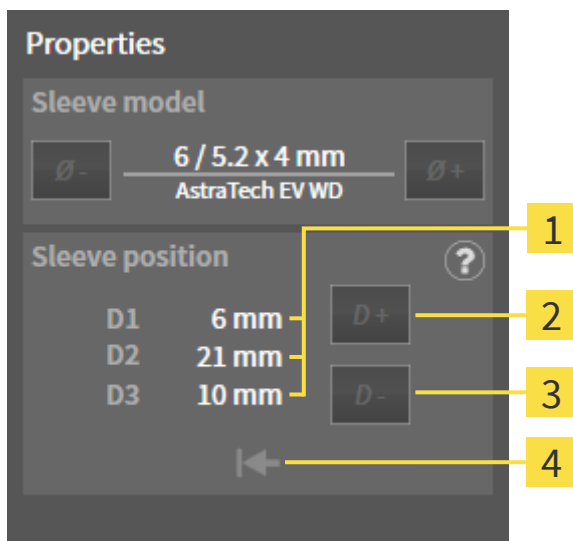 Properties
Sleeve model
Ø -
6 / 5.2 x 4 mm
Ø +
AstraTech EV WD
Sleeve position
?
D1 6 mm
D2 21 mm
D3 10 mm
D +
D -
1
2
3
4